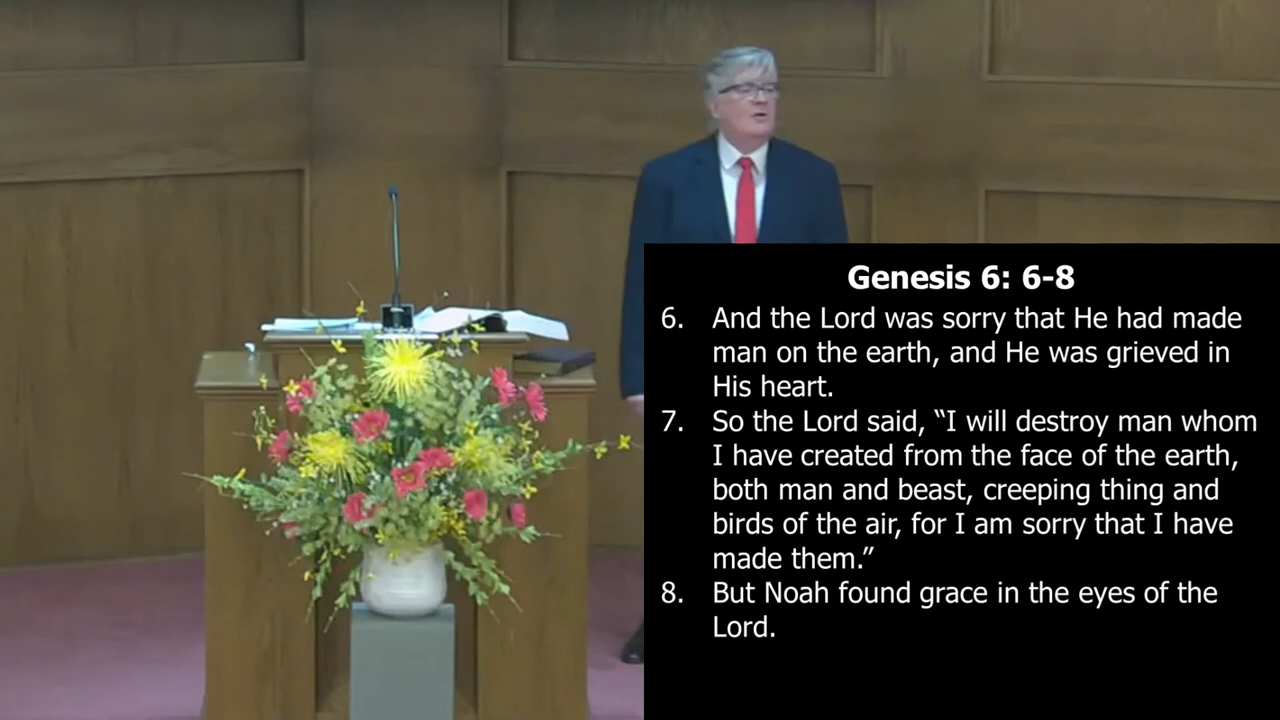 Genesis 6: 6-8
6. And the Lord was sorry that He had made
man on the earth, and He was grieved in
His heart.
7. So the Lord said, “I will destroy man whom
I have created from the face of the earth,
both man and beast, creeping thing and
birds of the air, for I am sorry that I have
made them.”
8. But Noah found grace in the eyes of the
Lord.